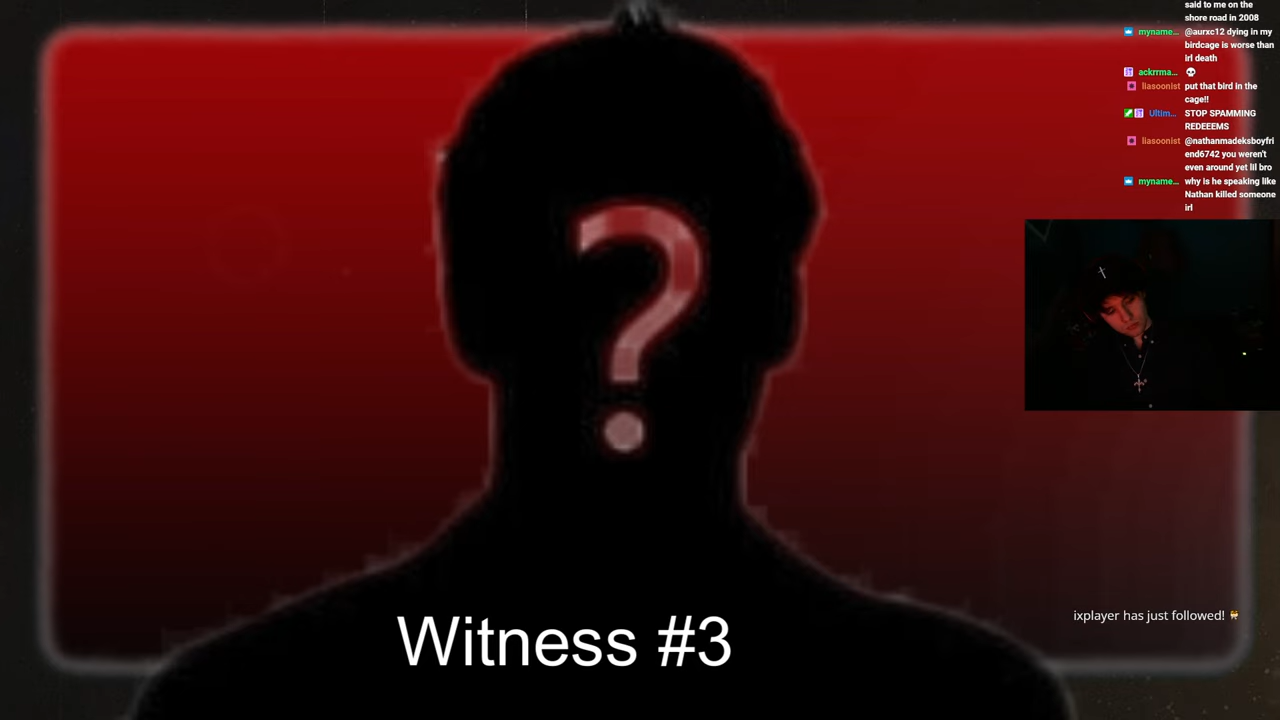 said to me on the
shore road in 2008
myname... @aurxc12 dying in my
birdcage is worse than
irl death
ackrrma... 💀
liasoonist put that bird in the
cage!!
Ultim... STOP SPAMMING
REDEEEMS
liasoonist @nathanmadeksboyfri
end6742 you weren't
even around yet lil bro
myname... why is he speaking like
Nathan killed someone
irl
?
ixplayer has just followed!
Witness #3